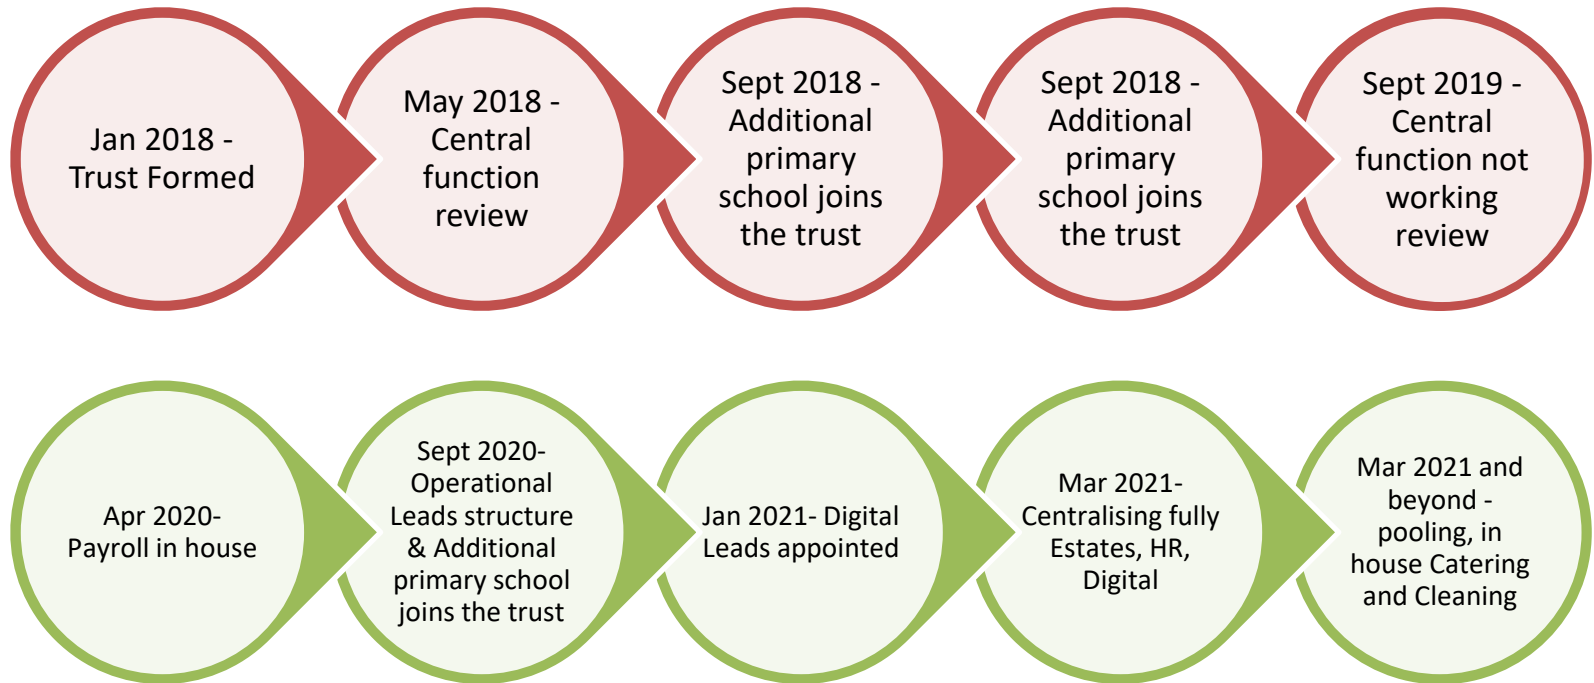 Jan 2018 -
Trust Formed
May 2018 -
Central
function
review
Sept 2018 -
Additional
primary
school joins
the trust
Sept 2018 -
Additional
primary
school joins
the trust
Sept 2019 -
Central
function not
working
review
Apr 2020-
Payroll in house
Sept 2020-
Operational
Leads structure
& Additional
primary school
joins the trust
Jan 2021- Digital
Leads appointed
Mar 2021-
Centralising fully
Estates, HR,
Digital
Mar 2021 and
beyond -
pooling, in
house Catering
and Cleaning